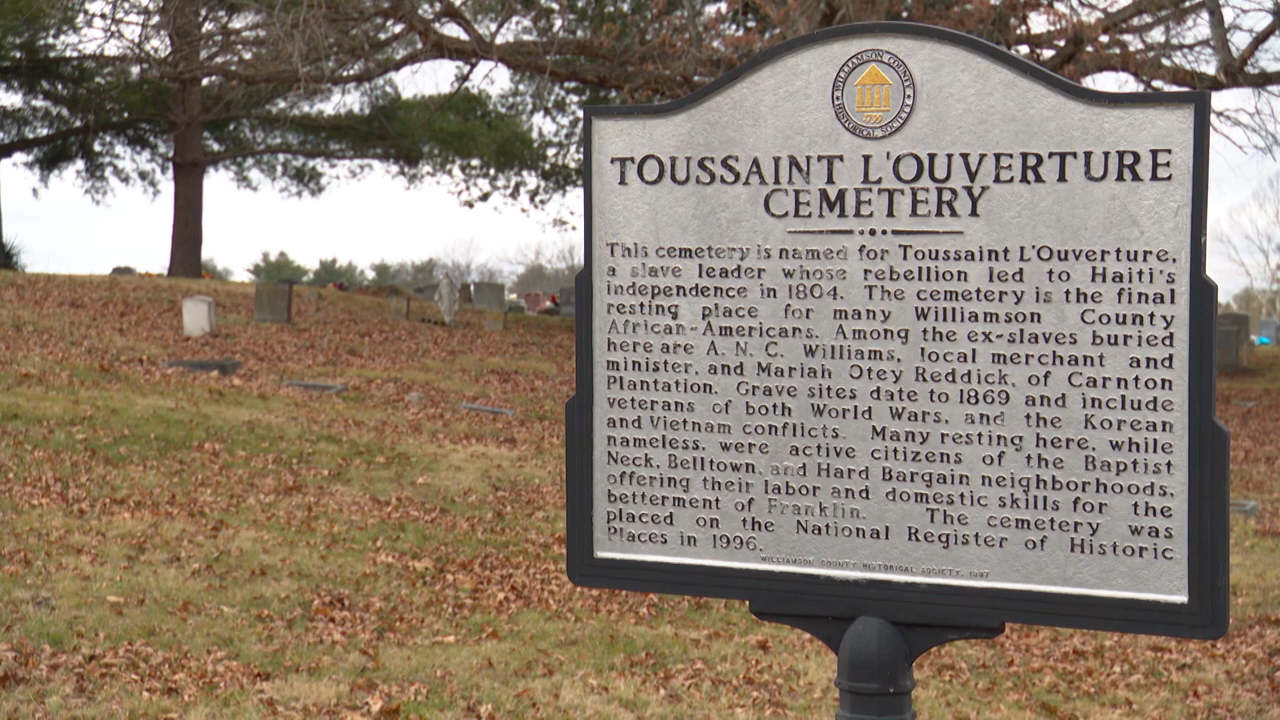 WILLIAMSON COUNTY
HISTORICAL SOCIETY
1799
TOUSSAINT L'OUVERTURE
CEMETERY
This cemetery is named for Toussaint L'Ouverture,
a slave leader whose rebellion led to Haiti's
independence in 1804. The cemetery is the final
resting place for many Williamson County
African-Americans. Among the ex-slaves buried
here are A. N. C. Williams, local merchant and
minister, and Mariah Otey Reddick, of Carnton
Plantation. Grave sites date to 1869 and include
veterans of both World Wars, and the Korean
and Vietnam conflicts. Many resting here, while
nameless, were active citizens of the Baptist
Neck, Belltown, and Hard Bargain neighborhoods,
offering their labor and domestic skills for the
betterment of Franklin. The cemetery was
placed on the National Register of Historic
Places in 1996.
WILLIAMSON COUNTY HISTORICAL SOCIETY, 1997